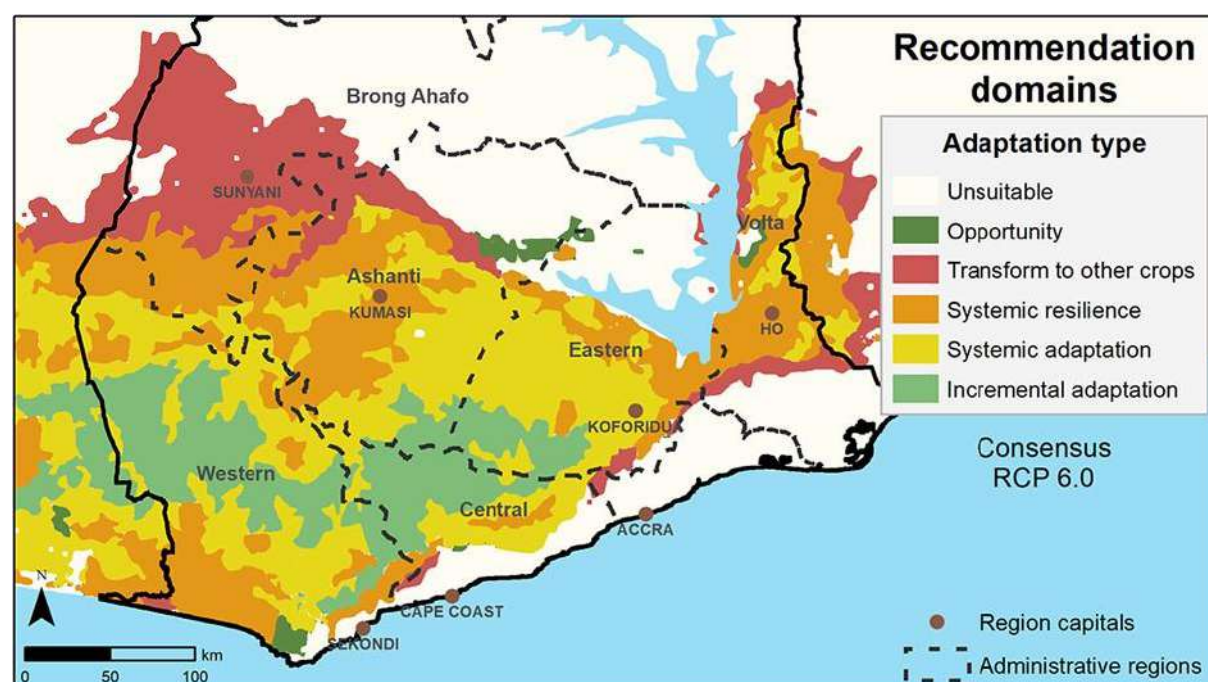 Recommendation
domains
Adaptation type
Unsuitable
Opportunity
Transform to other crops
Systemic resilience
Systemic adaptation
Incremental adaptation
Consensus
RCP 6.0
Region capitals
Administrative regions
Brong Ahafo
SUNYANI
Volta
Ashanti
KUMASI
HO
Eastern
KOFORIDUA
Western
Central
ACCRA
CAPE COAST
SEKONDI
N
km
0 50 100